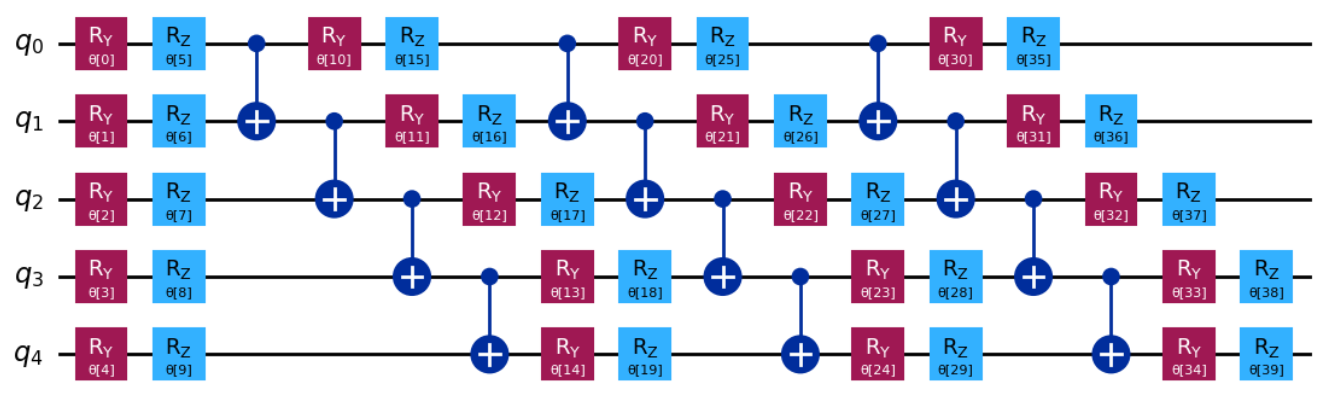 q0 RY θ[0] RZ θ[5] RY θ[10] RZ θ[15] RY θ[20] RZ θ[25] RY θ[30] RZ θ[35]
q1 RY θ[1] RZ θ[6] RY θ[11] RZ θ[16] RY θ[21] RZ θ[26] RY θ[31] RZ θ[36]
q2 RY θ[2] RZ θ[7] RY θ[12] RZ θ[17] RY θ[22] RZ θ[27] RY θ[32] RZ θ[37]
q3 RY θ[3] RZ θ[8] RY θ[13] RZ θ[18] RY θ[23] RZ θ[28] RY θ[33] RZ θ[38]
q4 RY θ[4] RZ θ[9] RY θ[14] RZ θ[19] RY θ[24] RZ θ[29] RY θ[34] RZ θ[39]